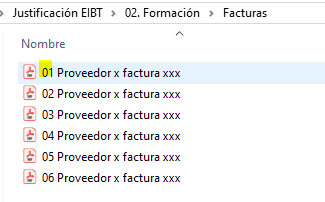 Justificación EIBT > 02. Formación > Facturas
Nombre
01 Proveedor x factura xxx
02 Proveedor x factura xxx
03 Proveedor x factura xxx
04 Proveedor x factura xxx
05 Proveedor x factura xxx
06 Proveedor x factura xxx